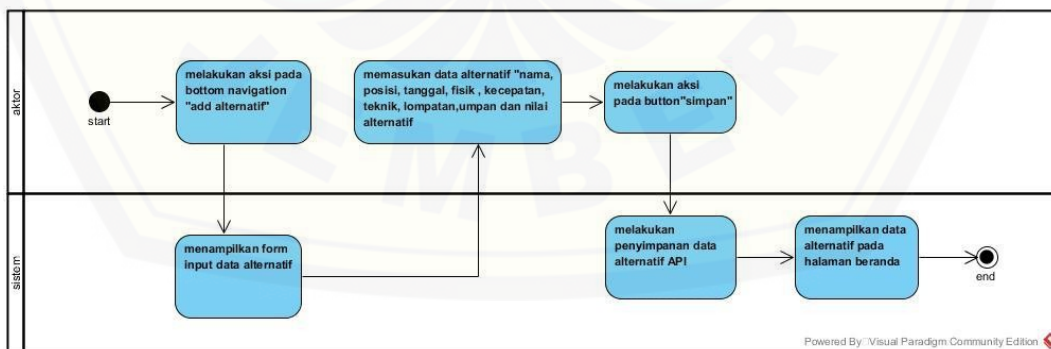 aktor
start
melakukan aksi pada
bottom navigation
"add alternatif"
memasukan data alternatif "nama,
posisi, tanggal, fisik , kecepatan,
teknik, lompatan,umpan dan nilai
alternatif
melakukan aksi
pada button"simpan"
sistem
menampilkan form
input data alternatif
melakukan
penyimpanan data
alternatif API
menampilkan data
alternatif pada
halaman beranda
end
EMBER
Powered By Visual Paradigm Community Edition